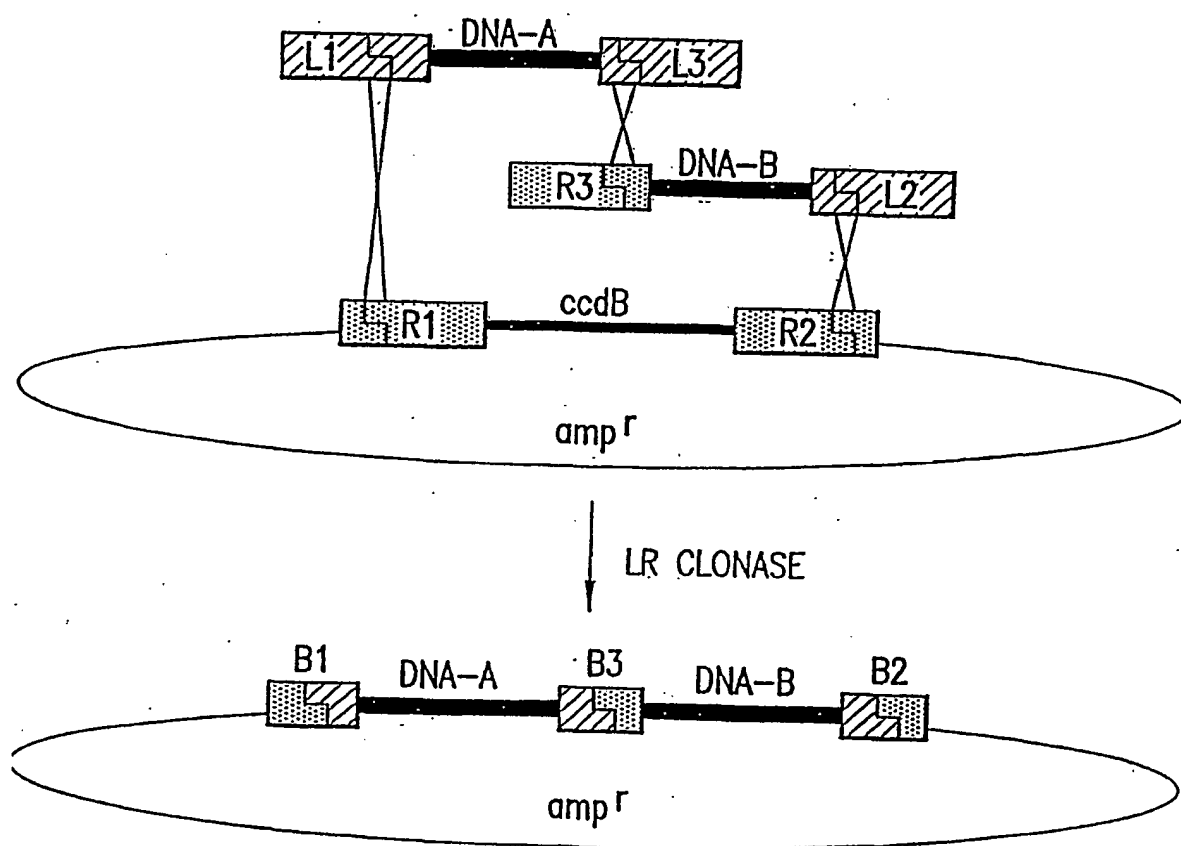 DNA-A
L1
L3
DNA-B
R3
L2
ccdB
R1
R2
amp r
LR CLONASE
B1
DNA-A
B3
DNA-B
B2
amp r